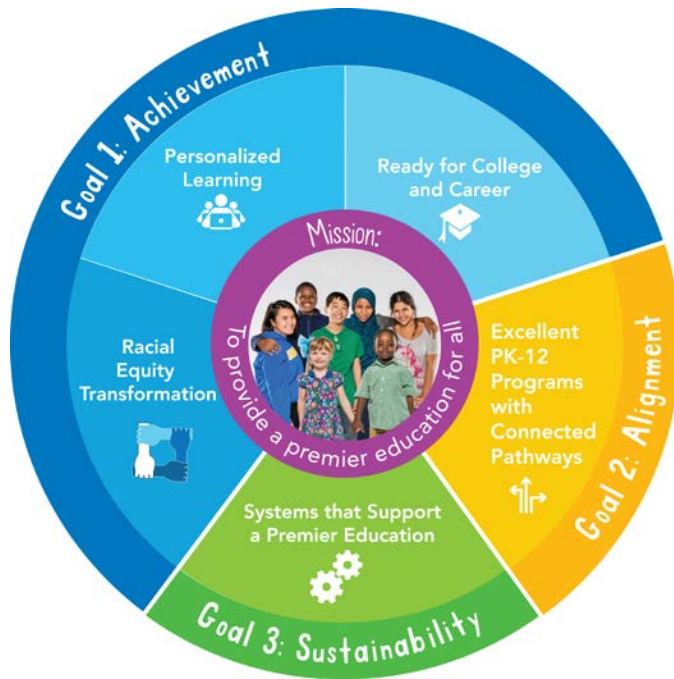 Goal 1: Achievement
Personalized
Learning
Ready for College
and Career
Mission:
To provide a premier education for all
Racial
Equity
Transformation
Excellent
PK-12
Programs
with
Connected
Pathways
Goal 2: Alignment
Systems that Support
a Premier Education
Goal 3: Sustainability